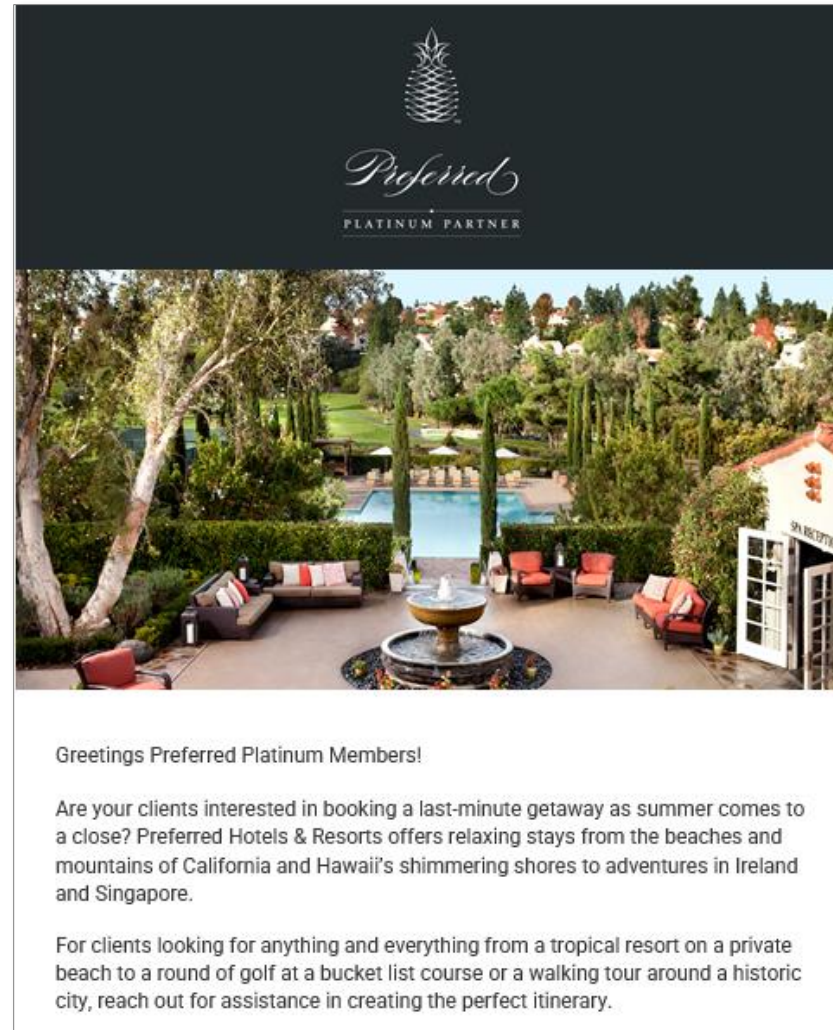 Preferred
PLATINUM PARTNER
SPA RECEPTI
Greetings Preferred Platinum Members!
Are your clients interested in booking a last-minute getaway as summer comes to
a close? Preferred Hotels & Resorts offers relaxing stays from the beaches and
mountains of California and Hawaii's shimmering shores to adventures in Ireland
and Singapore.
For clients looking for anything and everything from a tropical resort on a private
beach to a round of golf at a bucket list course or a walking tour around a historic
city, reach out for assistance in creating the perfect itinerary.